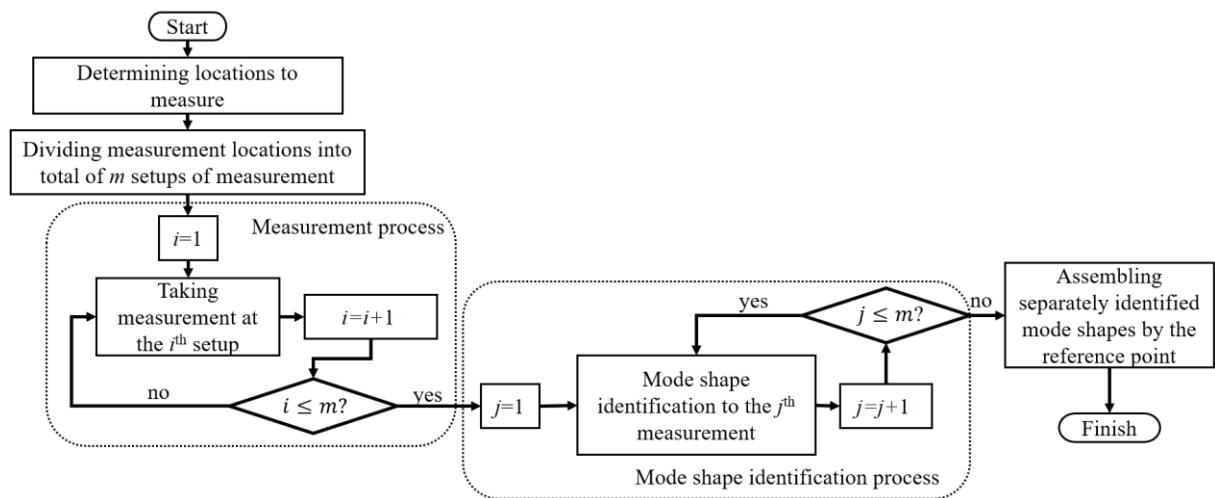 Start
Determining locations to
measure
Dividing measurement locations into
total of m setups of measurement
Measurement process
i=1
Taking
measurement at
the iᵗʰ setup
i=i+1
i ≤ m?
no
yes
j=1
Mode shape
identification to the jᵗʰ
measurement
j=j+1
j ≤ m?
yes
no
Mode shape identification process
Assembling
separately identified
mode shapes by the
reference point
Finish